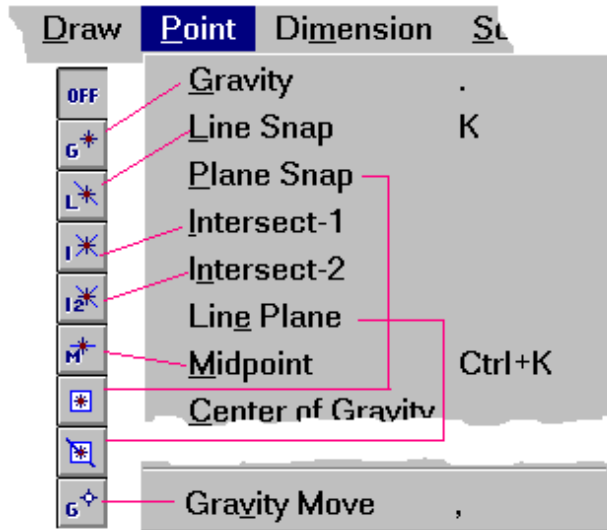 Draw Point Dimension
OFF
Gravity .
G
Line Snap K
L
Plane Snap
Intersect-1
I
Intersect-2
I2
Line Plane
Midpoint Ctrl+K
M
Center of Gravity
Gravity Move ,
G